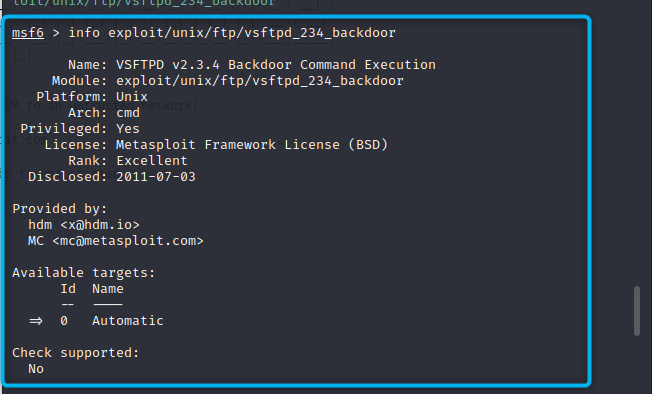 msf6 > info exploit/unix/ftp/vsftpd_234_backdoor
Name: VSFTPD v2.3.4 Backdoor Command Execution
Module: exploit/unix/ftp/vsftpd_234_backdoor
Platform: Unix
Arch: cmd
Privileged: Yes
License: Metasploit Framework License (BSD)
Rank: Excellent
Disclosed: 2011-07-03
Provided by:
hdm <x@hdm.io>
MC <mc@metasploit.com>
Available targets:
Id  Name
--  ----
=>  0   Automatic
Check supported:
No